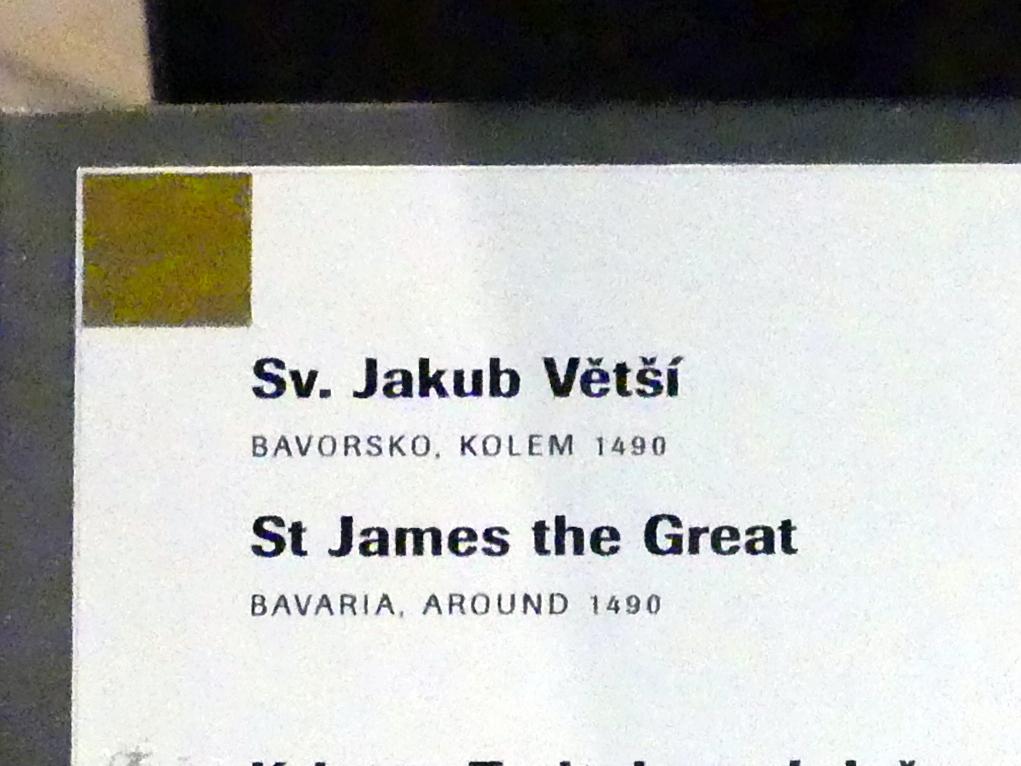 Sv. Jakub Větší
BAVORSKO, KOLEM 1490
St James the Great
BAVARIA, AROUND 1490